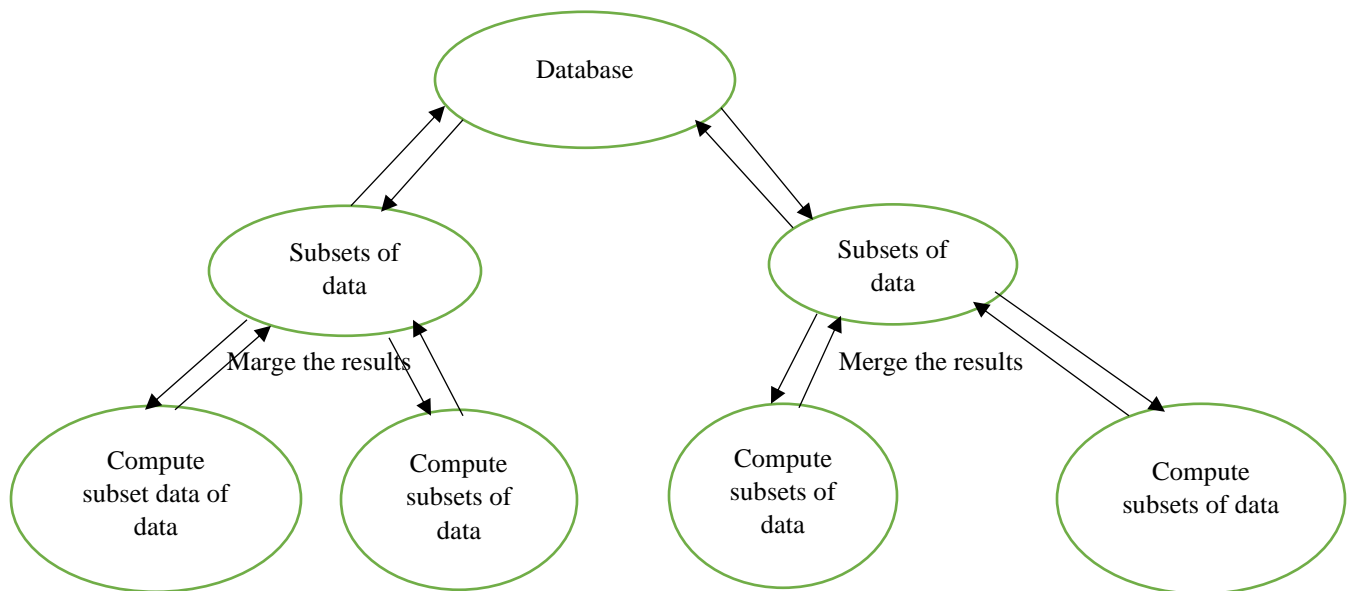 Database
Subsets of
data
Subsets of
data
Marge the results
Merge the results
Compute
subset data of
data
Compute
subsets of
data
Compute
subsets of
data
Compute
subsets of data